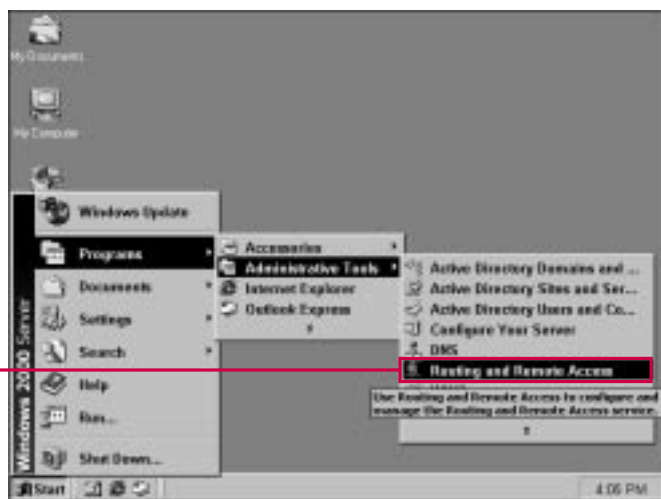 My Documents
My Computer
Windows Update
Programs
Documents
Settings
Search
Help
Run...
Shut Down...
Windows 2000 Server
Accessories
Administrative Tools
Internet Explorer
Outlook Express
Active Directory Domains and ...
Active Directory Sites and Ser...
Active Directory Users and Co...
Configure Your Server
DNS
Routing and Remote Access
Use Routing and Remote Access to configure and
manage the Routing and Remote Access service.
Start
4:05 PM